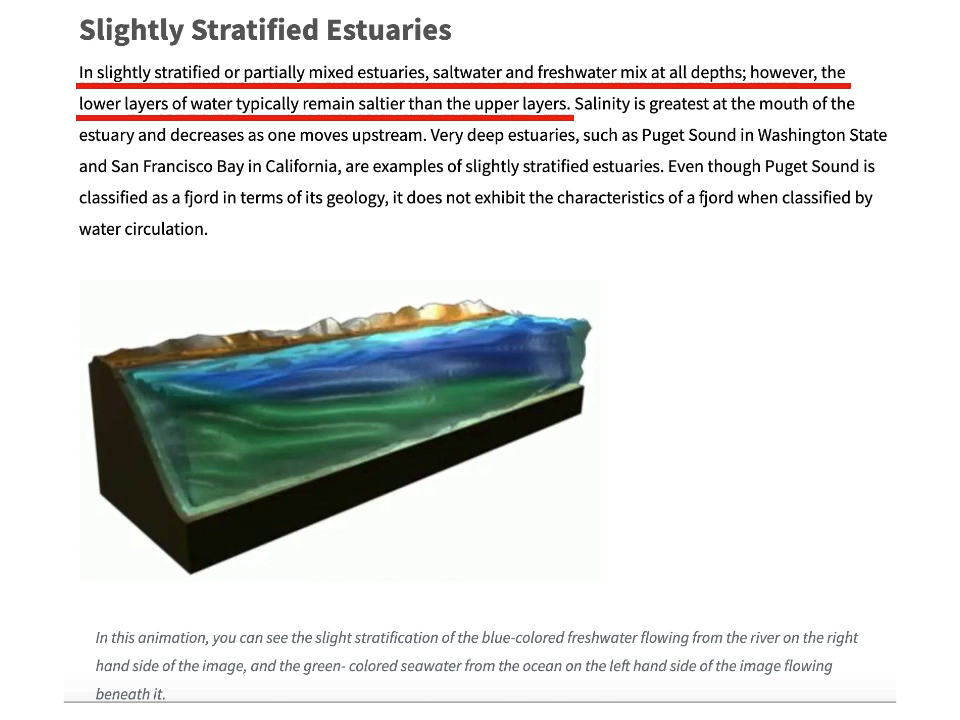 Slightly Stratified Estuaries
In slightly stratified or partially mixed estuaries, saltwater and freshwater mix at all depths; however, the
lower layers of water typically remain saltier than the upper layers. Salinity is greatest at the mouth of the
estuary and decreases as one moves upstream. Very deep estuaries, such as Puget Sound in Washington State
and San Francisco Bay in California, are examples of slightly stratified estuaries. Even though Puget Sound is
classified as a fjord in terms of its geology, it does not exhibit the characteristics of a fjord when classified by
water circulation.
In this animation, you can see the slight stratification of the blue-colored freshwater flowing from the river on the right
hand side of the image, and the green- colored seawater from the ocean on the left hand side of the image flowing
beneath it.